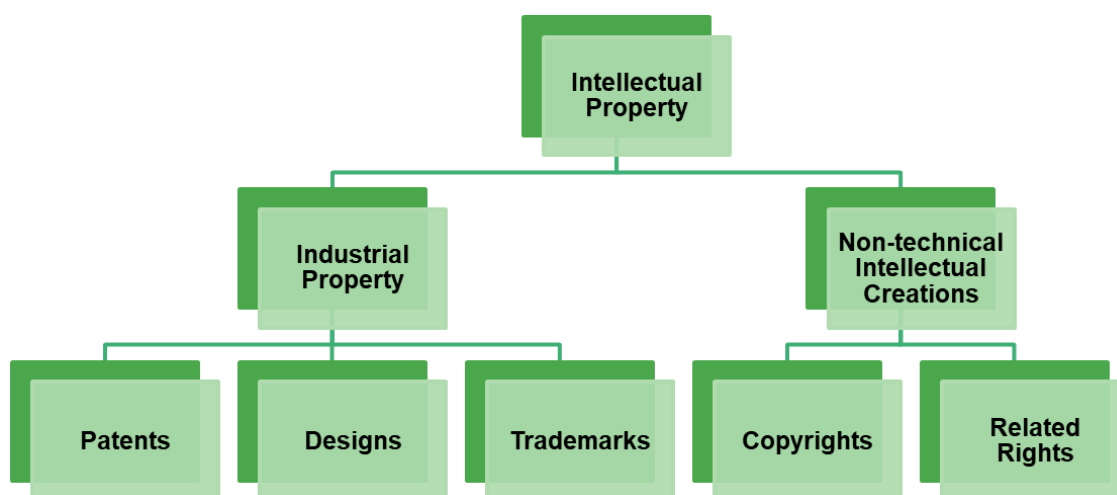 Intellectual
Property
Industrial
Property
Non-technical
Intellectual
Creations
Patents
Designs
Trademarks
Copyrights
Related
Rights